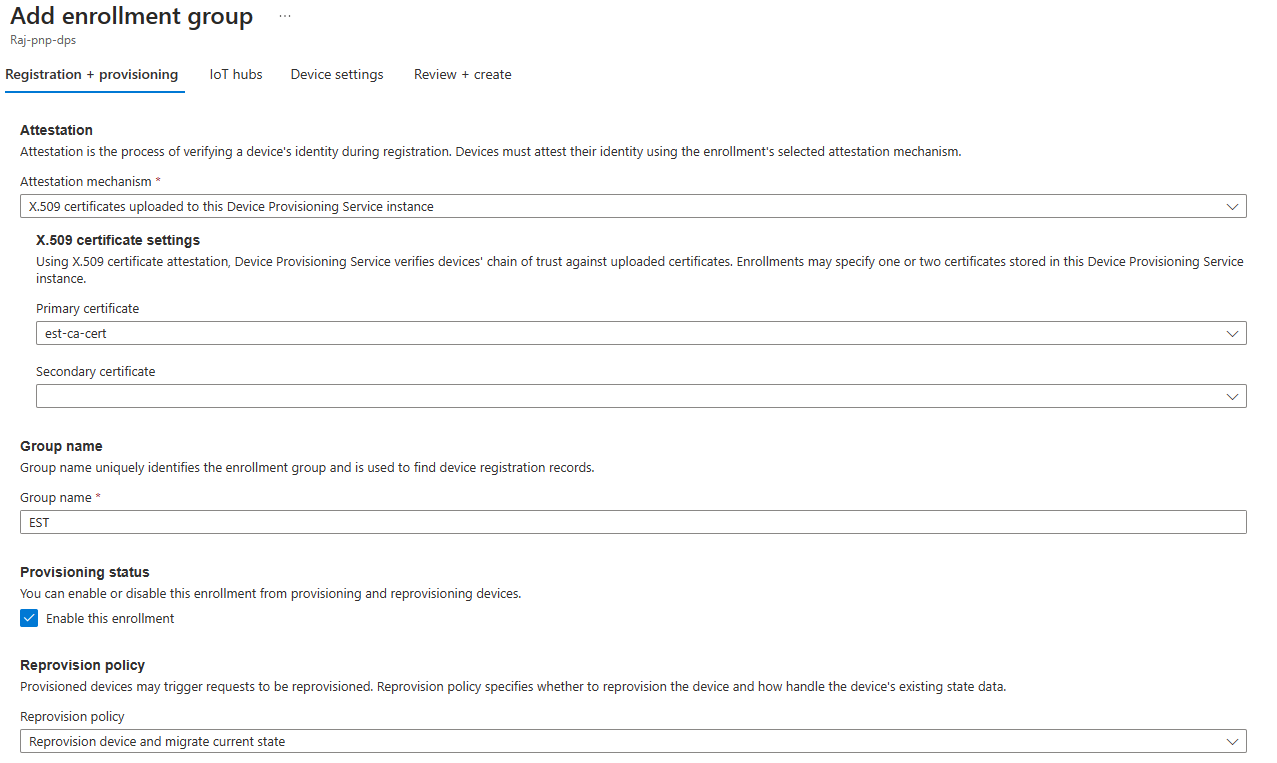 Add enrollment group ...
Raj-pnp-dps
Registration + provisioning IoT hubs Device settings Review + create
Attestation
Attestation is the process of verifying a device's identity during registration. Devices must attest their identity using the enrollment's selected attestation mechanism.
Attestation mechanism *
X.509 certificates uploaded to this Device Provisioning Service instance
X.509 certificate settings
Using X.509 certificate attestation, Device Provisioning Service verifies devices' chain of trust against uploaded certificates. Enrollments may specify one or two certificates stored in this Device Provisioning Service
instance.
Primary certificate
est-ca-cert
Secondary certificate
Group name
Group name uniquely identifies the enrollment group and is used to find device registration records.
Group name *
EST
Provisioning status
You can enable or disable this enrollment from provisioning and reprovisioning devices.
Enable this enrollment
Reprovision policy
Provisioned devices may trigger requests to be reprovisioned. Reprovision policy specifies whether to reprovision the device and how handle the device's existing state data.
Reprovision policy
Reprovision device and migrate current state